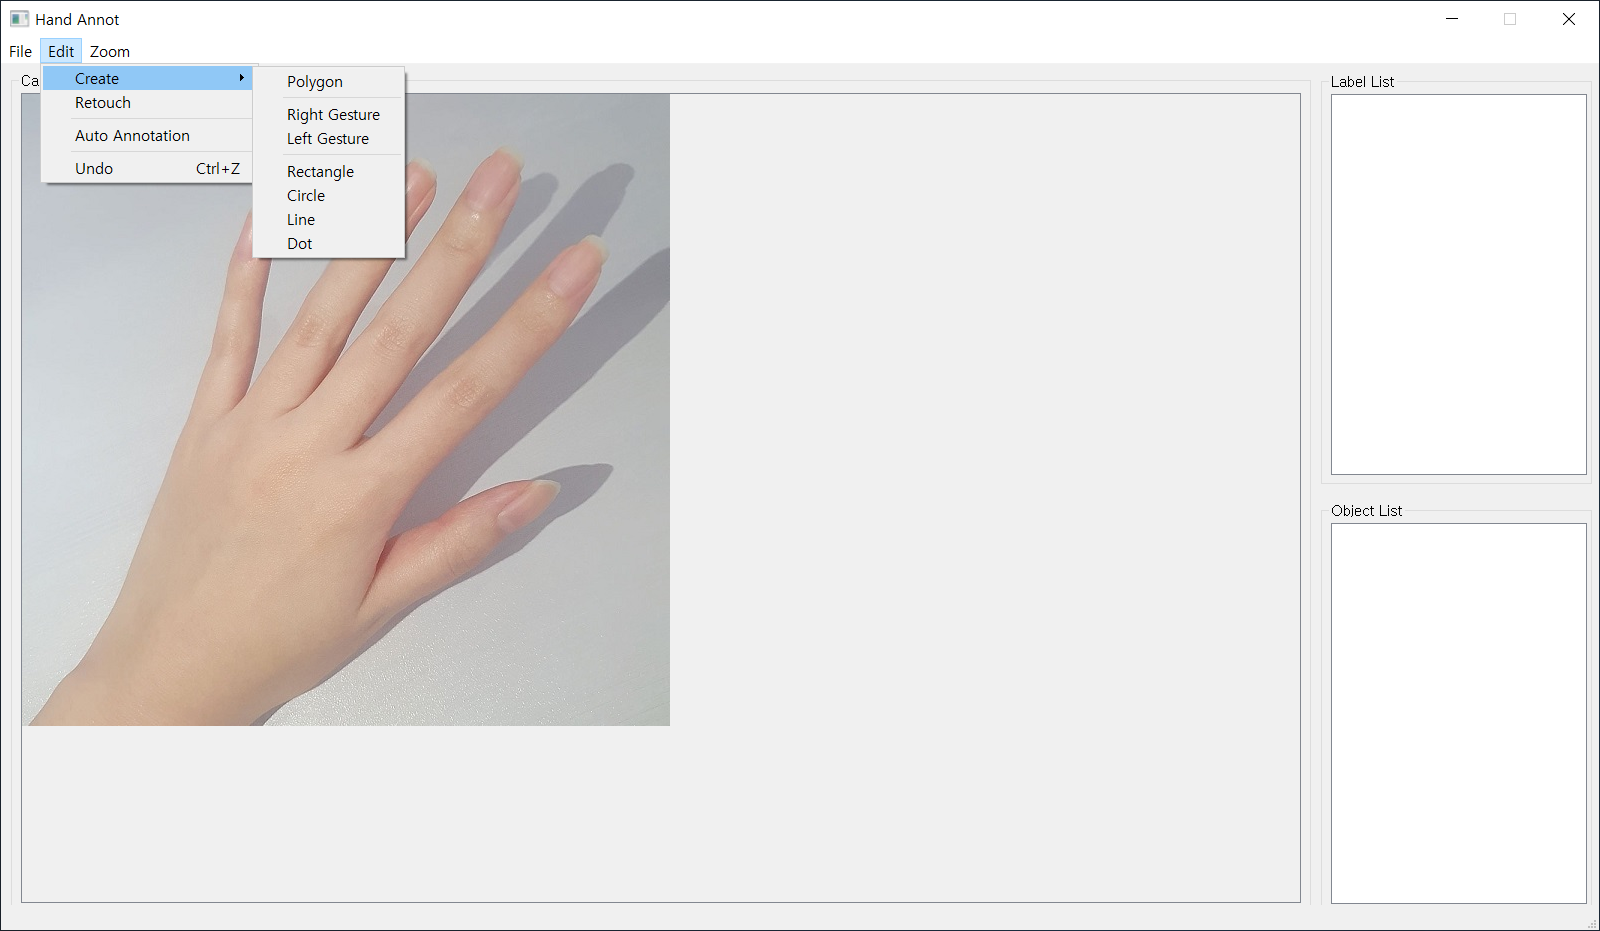 Hand Annot
File Edit Zoom
Ca
Create
Retouch
Auto Annotation
Undo Ctrl+Z
Polygon
Right Gesture
Left Gesture
Rectangle
Circle
Line
Dot
Label List
Object List